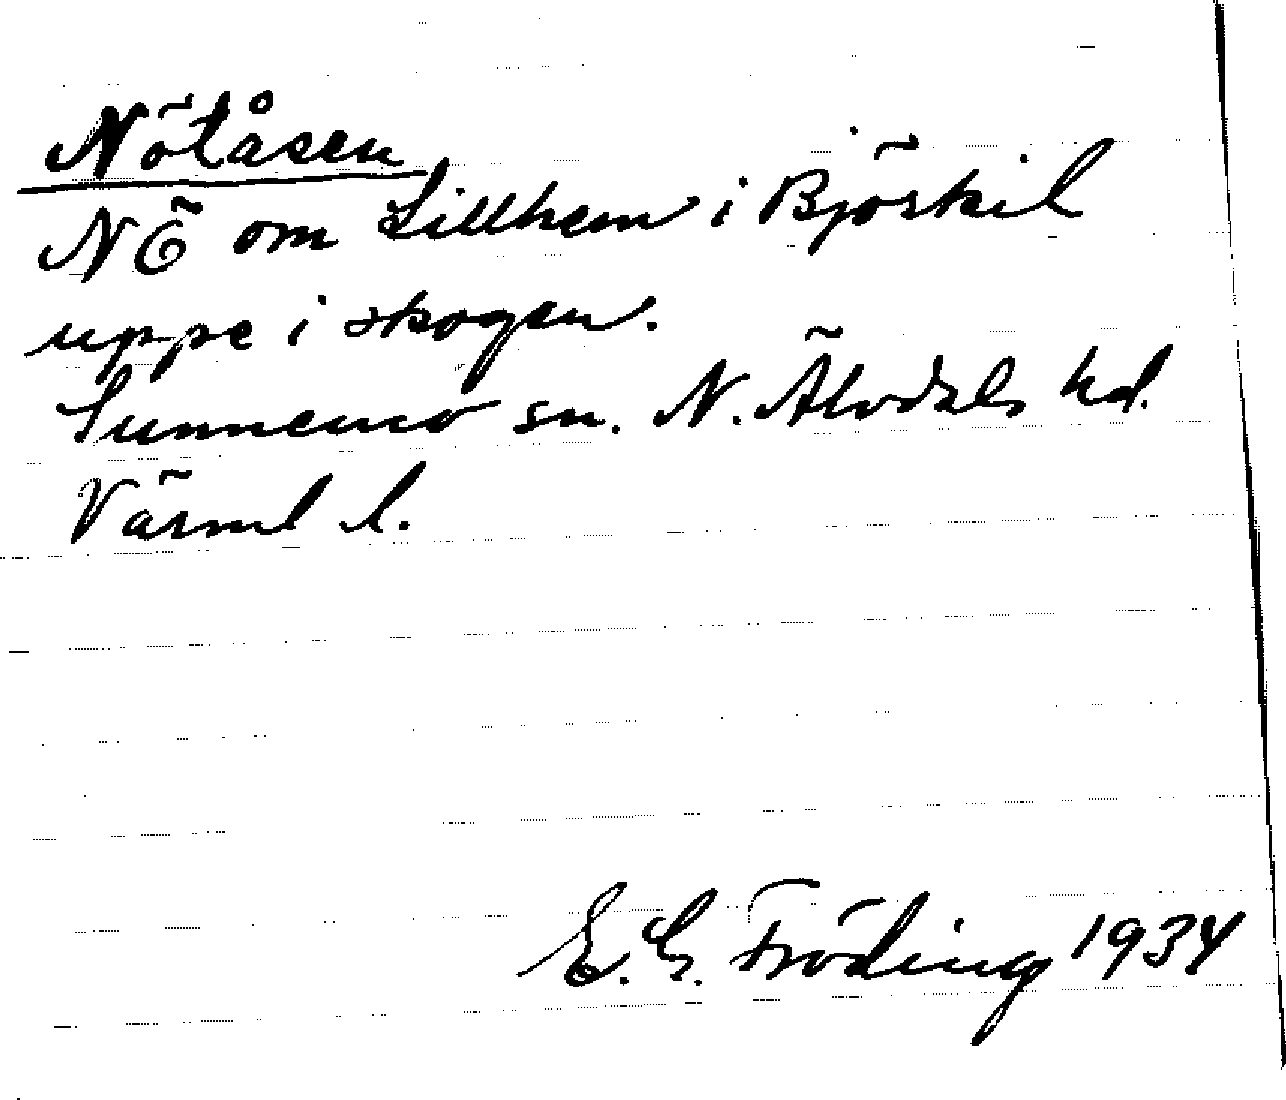 Nötåsen
NÖ om Lillhem i Björkil
uppe i skogen.
Sunnemo sn. N. Älvdals hd.
Värml l.
E. G. Fröding 1934